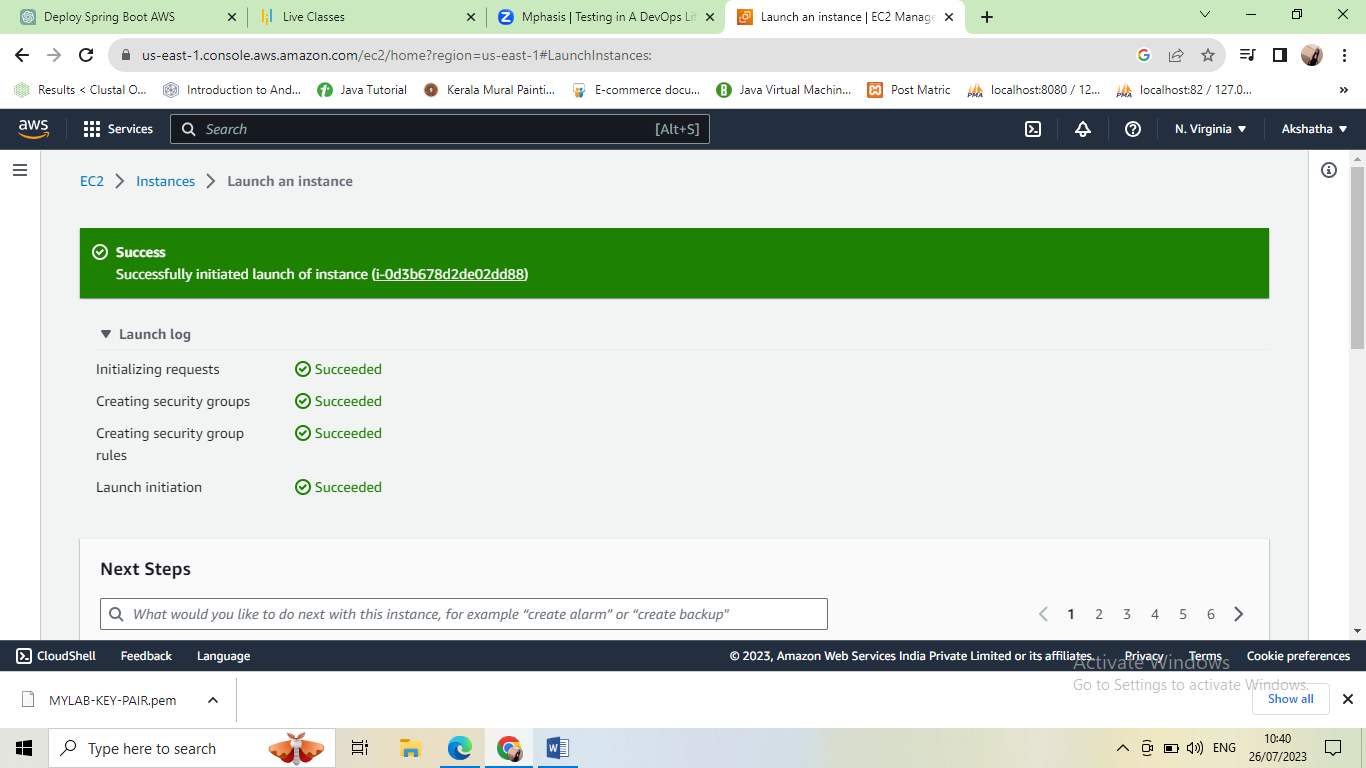 Deploy Spring Boot AWS
Live Classes
Mphasis | Testing in A DevOps Li
Launch an instance | EC2 Manage
us-east-1.console.aws.amazon.com/ec2/home?region=us-east-1#LaunchInstances:
Results < Clustal O... Introduction to And... Java Tutorial Kerala Mural Painti... E-commerce docu... Java Virtual Machin... Post Matric localhost:8080 / 12... localhost:82 / 127.0... »
aws Services Search [Alt+S] N. Virginia Akshatha
EC2 Instances Launch an instance
Success
Successfully initiated launch of instance (i-0d3b678d2de02dd88)
Launch log
Initializing requests Succeeded
Creating security groups Succeeded
Creating security group Succeeded
rules
Launch initiation Succeeded
Next Steps
What would you like to do next with this instance, for example “create alarm” or “create backup”
1 2 3 4 5 6
CloudShell Feedback Language © 2023, Amazon Web Services India Private Limited or its affiliates. Privacy Terms Cookie preferences
Activate Windows
Go to Settings to activate Windows.
MYLAB-KEY-PAIR.pem Show all
Type here to search ENG 10:40
26/07/2023